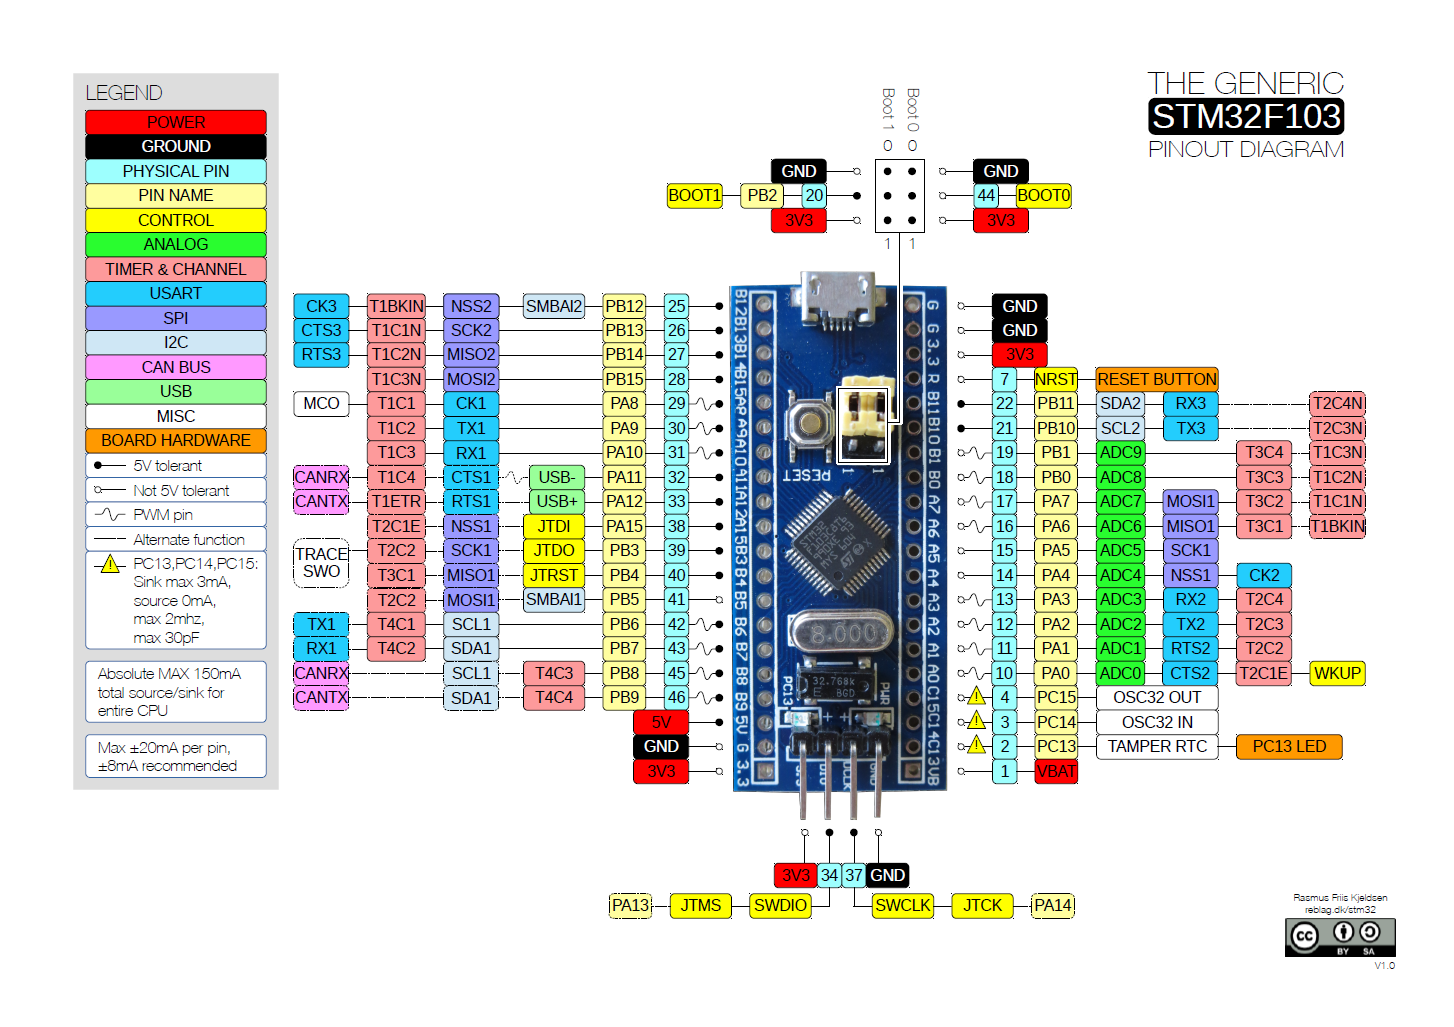 LEGEND
POWER
GROUND
PHYSICAL PIN
PIN NAME
CONTROL
ANALOG
TIMER & CHANNEL
USART
SPI
I2C
CAN BUS
USB
MISC
BOARD HARDWARE
5V tolerant
Not 5V tolerant
PWM pin
Alternate function
PC13,PC14,PC15:
Sink max 3mA,
source 0mA,
max 2mhz,
max 30pF
Absolute MAX 150mA
total source/sink for
entire CPU
Max ±20mA per pin,
±8mA recommended
THE GENERIC
STM32F103
PINOUT DIAGRAM
Boot 1 0
Boot 0 0
GND GND
BOOT1 PB2 20 44 BOOT0
3V3 3V3
1 1
CK3 T1BKIN NSS2 SMBAI2 PB12 25
CTS3 T1C1N SCK2 PB13 26
RTS3 T1C2N MISO2 PB14 27
T1C3N MOSI2 PB15 28
MCO T1C1 CK1 PA8 29
T1C2 TX1 PA9 30
T1C3 RX1 PA10 31
CANRX T1C4 CTS1 USB- PA11 32
CANTX T1ETR RTS1 USB+ PA12 33
T2C1E NSS1 JTDI PA15 38
TRACE
SWO
T2C2 SCK1 JTDO PB3 39
T3C1 MISO1 JTRST PB4 40
T2C2 MOSI1 SMBAI1 PB5 41
TX1 T4C1 SCL1 PB6 42
RX1 T4C2 SDA1 PB7 43
CANRX SCL1 T4C3 PB8 45
CANTX SDA1 T4C4 PB9 46
5V
GND
3V3
B12 B13 B14 B15 A8 A9 A10 A11 A12 A15 B3 B4 B5 B6 B7 B8 B9 5V G 3.3
RESET
1 1
8.000
32.768k
E BGD
PC13
PWR
G G 3.3 R B11 B10 B1 B0 A7 A6 A5 A4 A3 A2 A1 A0 C15 C14 C13 VB
GND
GND
3V3
7 NRST RESET BUTTON
22 PB11 SDA2 RX3 T2C4N
21 PB10 SCL2 TX3 T2C3N
19 PB1 ADC9 T3C4 T1C3N
18 PB0 ADC8 T3C3 T1C2N
17 PA7 ADC7 MOSI1 T3C2 T1C1N
16 PA6 ADC6 MISO1 T3C1 T1BKIN
15 PA5 ADC5 SCK1
14 PA4 ADC4 NSS1 CK2
13 PA3 ADC3 RX2 T2C4
12 PA2 ADC2 TX2 T2C3
11 PA1 ADC1 RTS2 T2C2
10 PA0 ADC0 CTS2 T2C1E WKUP
4 PC15 OSC32 OUT
3 PC14 OSC32 IN
2 PC13 TAMPER RTC PC13 LED
1 VBAT
3V3 34 37 GND
PA13 JTMS SWDIO SWCLK JTCK PA14
Rasmus Friis Kjeldsen
reblag.dk/stm32
cc BY SA
V1.0